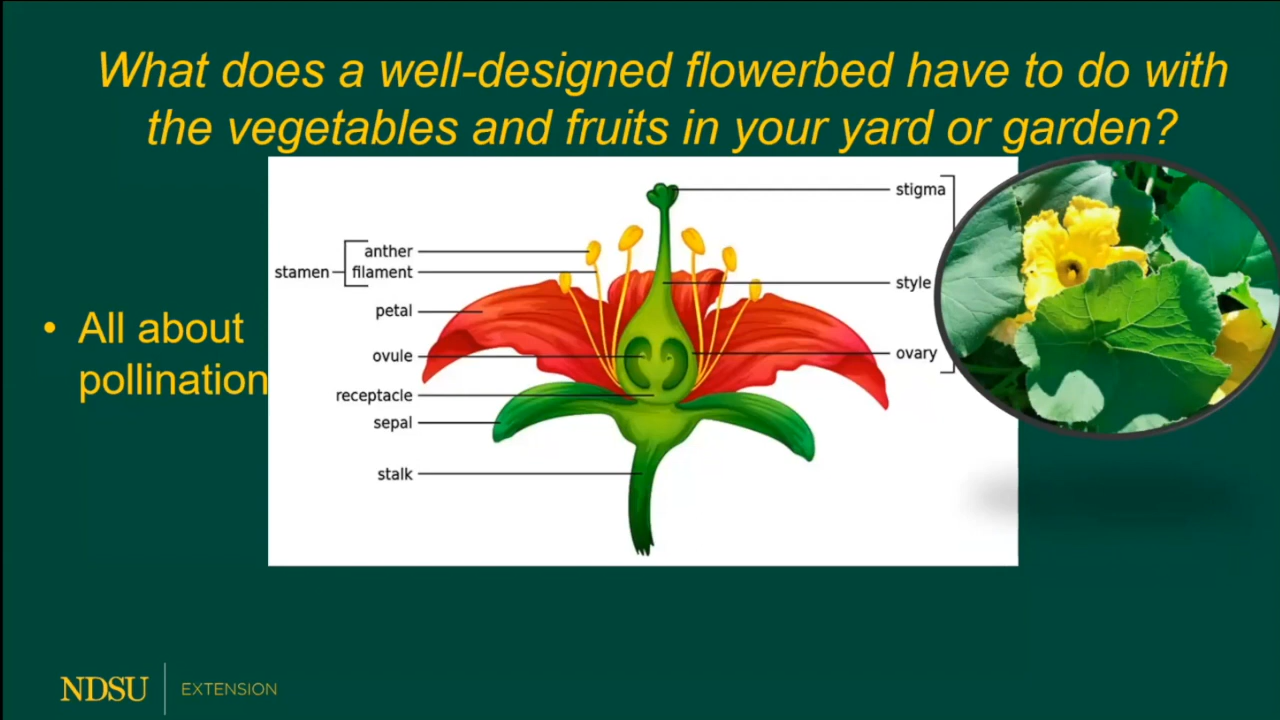 What does a well-designed flowerbed have to do with
the vegetables and fruits in your yard or garden?
• All about
pollination
stamen
anther
filament
petal
ovule
receptacle
sepal
stalk
stigma
style
ovary
NDSU EXTENSION